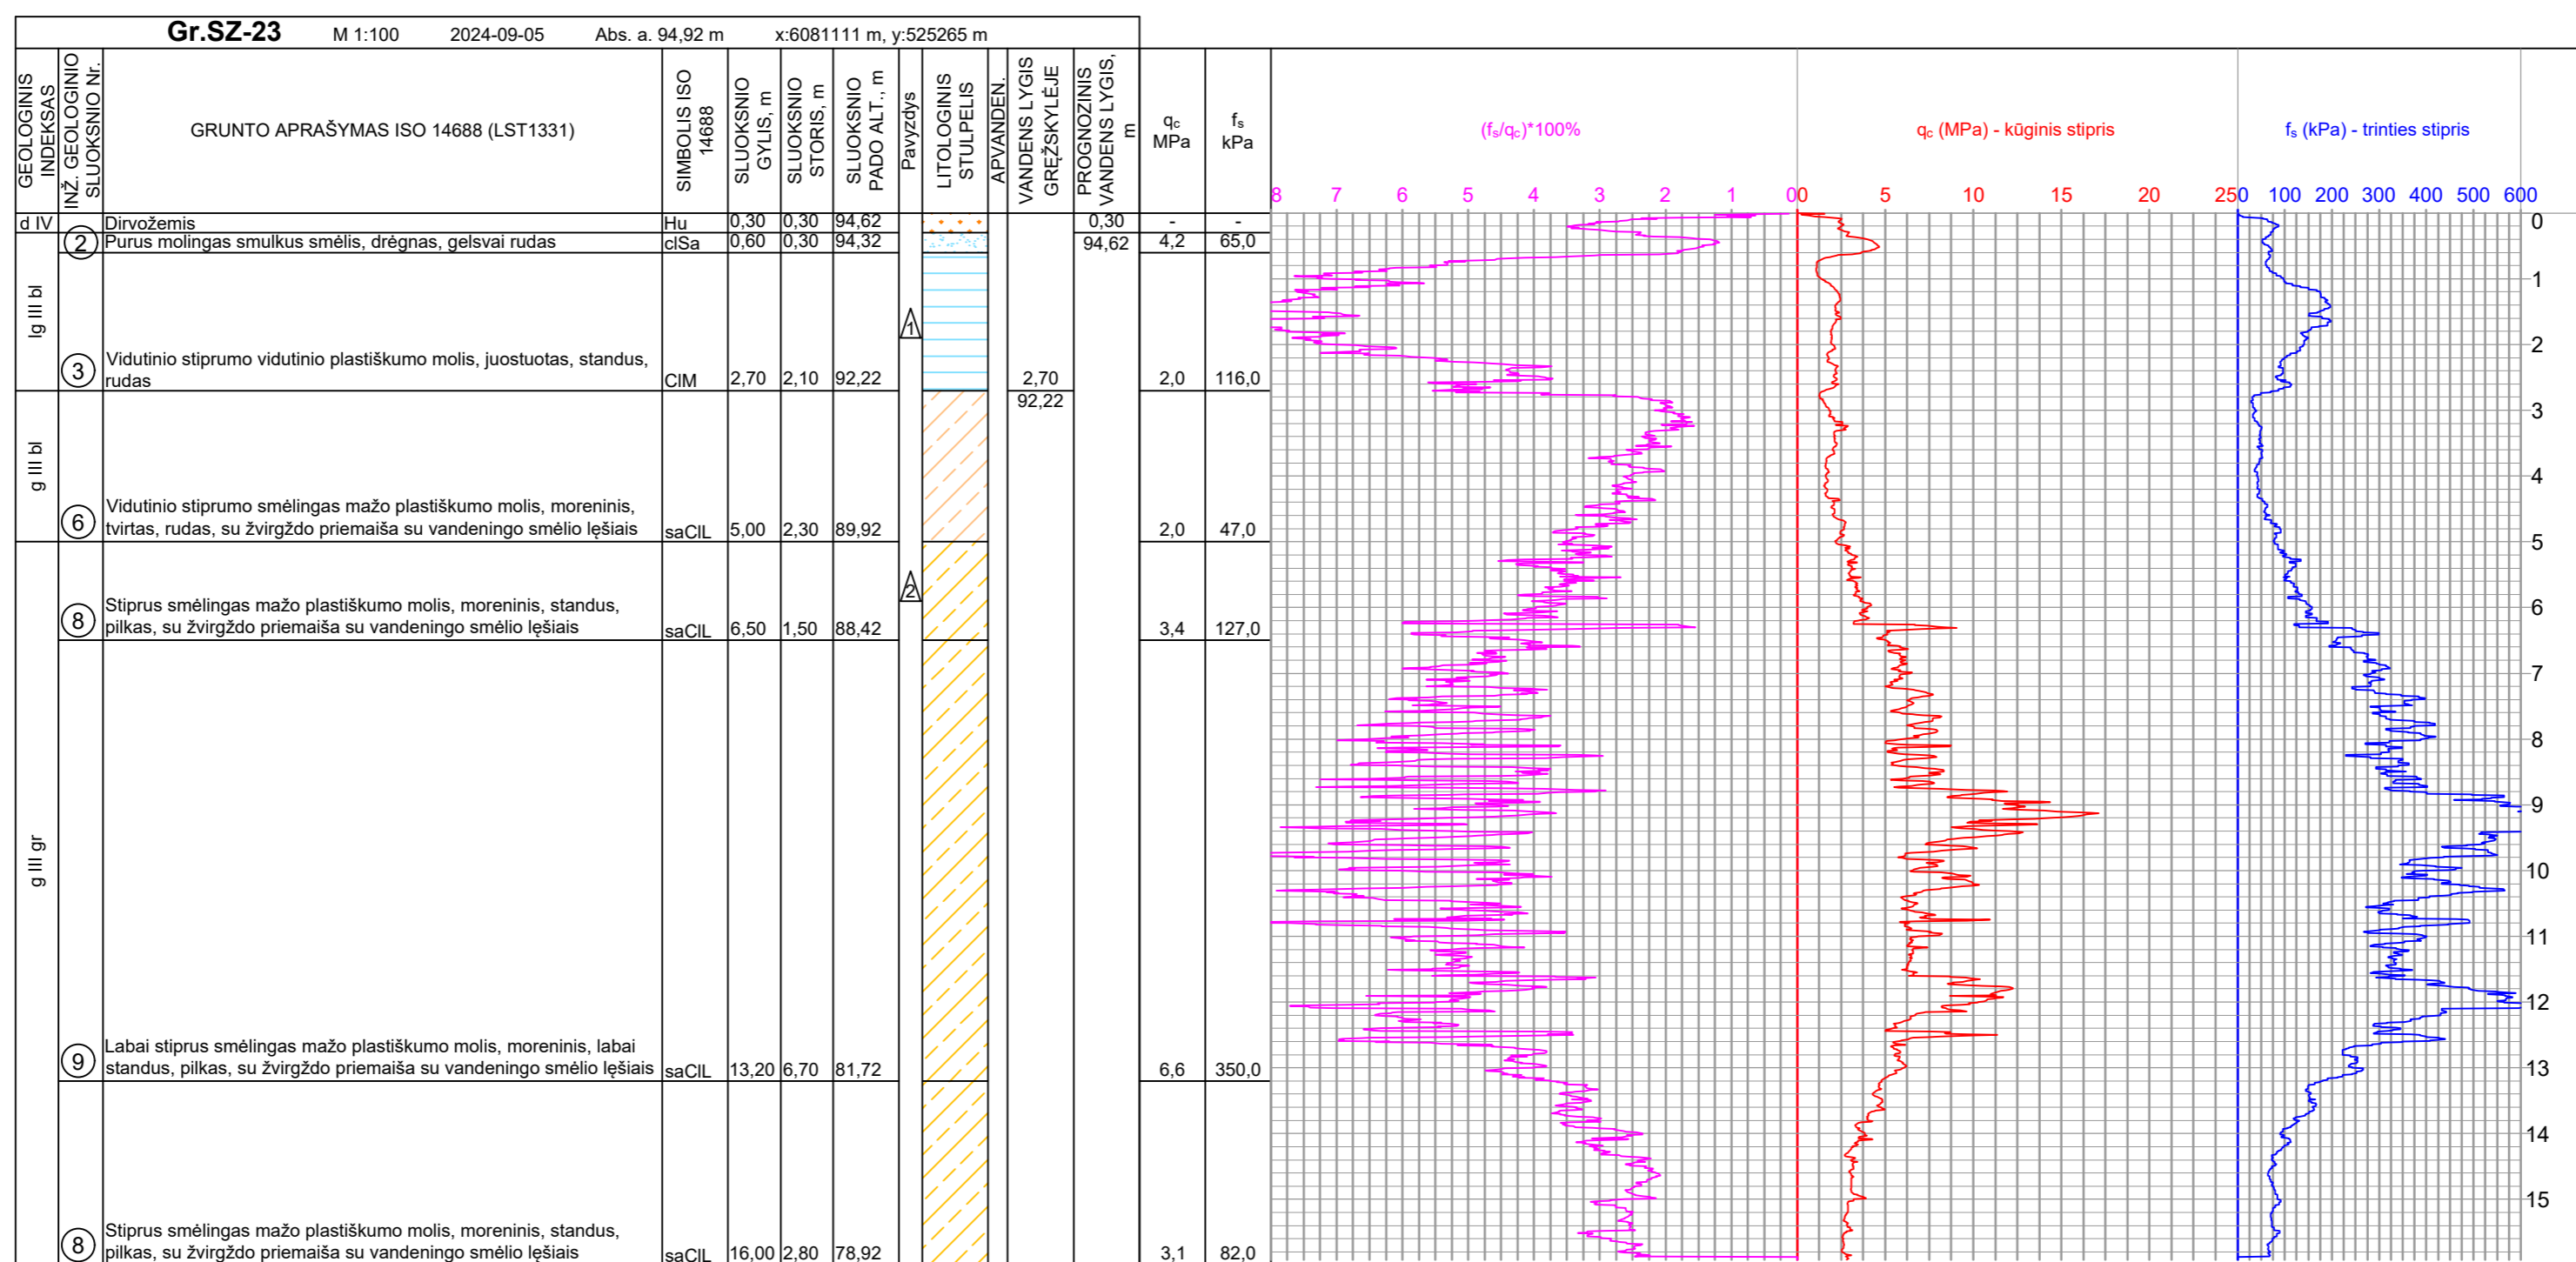 Gr.SZ-23 M 1:100 2024-09-05 Abs. a. 94,92 m x:6081111 m, y:525265 m
GEOLOGINIS
INDEKSAS
INŽ. GEOLOGINIO
SLUOKSNIO Nr.
GRUNTO APRAŠYMAS ISO 14688 (LST1331)
SIMBOLIS ISO
14688
SLUOKSNIO
GYLIS, m
SLUOKSNIO
STORIS, m
SLUOKSNIO
PADO ALT., m
Pavyzdys
LITOLOGINIS
STULPELIS
APVANDEN.
VANDENS LYGIS
GRĘŽSKYLĖJE
PROGNOZINIS
VANDENS LYGIS,
m
qc
MPa
fs
kPa
(fs/qc)*100%
qc (MPa) - kūginis stipris
fs (kPa) - trinties stipris
8 7 6 5 4 3 2 1 0
0 5 10 15 20 25
0 100 200 300 400 500 600
d IV Dirvožemis Hu 0,30 0,30 94,62 0,30 - -
2 Purus molingas smulkus smėlis, drėgnas, gelsvai rudas clSa 0,60 0,30 94,32 94,62 4,2 65,0
lg III bl
1
3 Vidutinio stiprumo vidutinio plastiškumo molis, juostuotas, standus,
rudas ClM 2,70 2,10 92,22 2,70 2,0 116,0
92,22
g III bl
6 Vidutinio stiprumo smėlingas mažo plastiškumo molis, moreninis,
tvirtas, rudas, su žvirgždo priemaiša su vandeningo smėlio lęšiais saClL 5,00 2,30 89,92 2,0 47,0
2
8 Stiprus smėlingas mažo plastiškumo molis, moreninis, standus,
pilkas, su žvirgždo priemaiša su vandeningo smėlio lęšiais saClL 6,50 1,50 88,42 3,4 127,0
g III gr
9 Labai stiprus smėlingas mažo plastiškumo molis, moreninis, labai
standus, pilkas, su žvirgždo priemaiša su vandeningo smėlio lęšiais saClL 13,20 6,70 81,72 6,6 350,0
8 Stiprus smėlingas mažo plastiškumo molis, moreninis, standus,
pilkas, su žvirgždo priemaiša su vandeningo smėlio lęšiais saClL 16,00 2,80 78,92 3,1 82,0
0
1
2
3
4
5
6
7
8
9
10
11
12
13
14
15